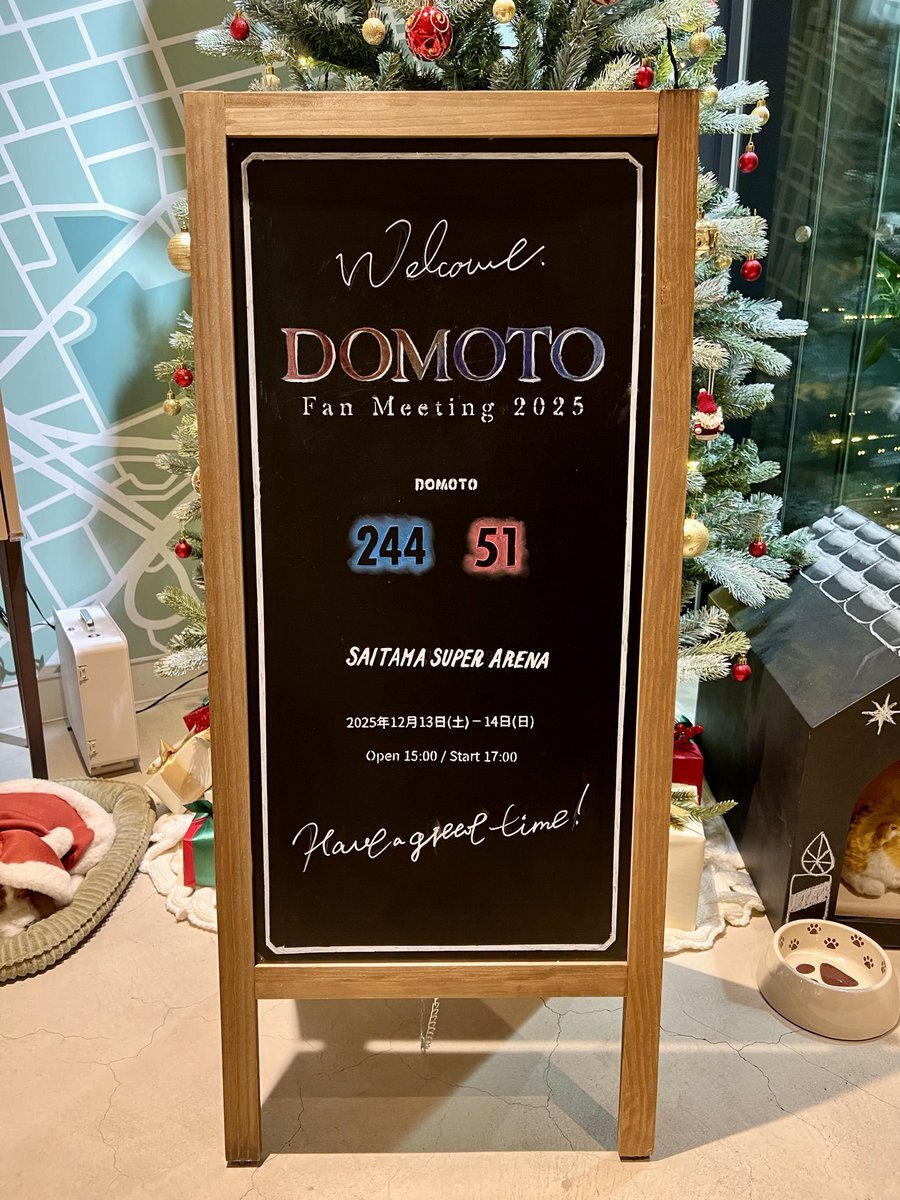 Welcome.
DOMOTO
Fan Meeting 2025
DOMOTO
244 51
SAITAMA SUPER ARENA
2025年12月13日(土)-14日(日)
Open 15:00 / Start 17:00
Have a great time!